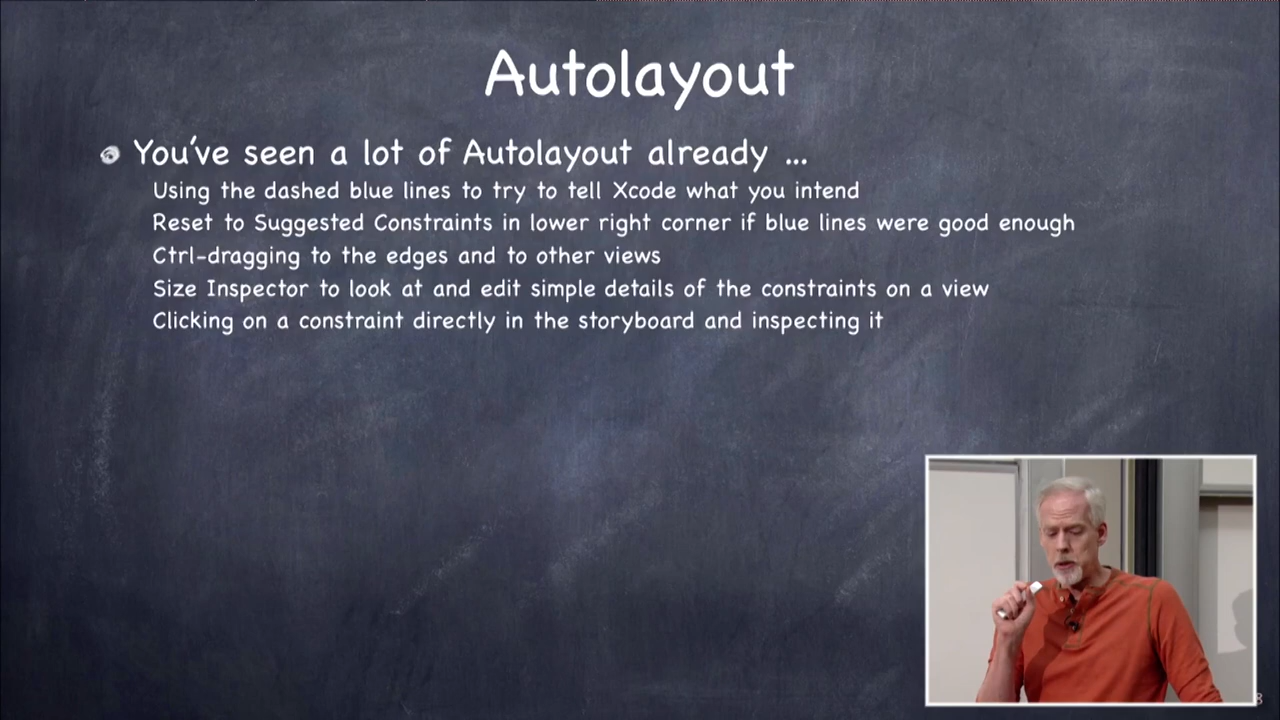 Autolayout
You've seen a lot of Autolayout already ...
Using the dashed blue lines to try to tell Xcode what you intend
Reset to Suggested Constraints in lower right corner if blue lines were good enough
Ctrl-dragging to the edges and to other views
Size Inspector to look at and edit simple details of the constraints on a view
Clicking on a constraint directly in the storyboard and inspecting it